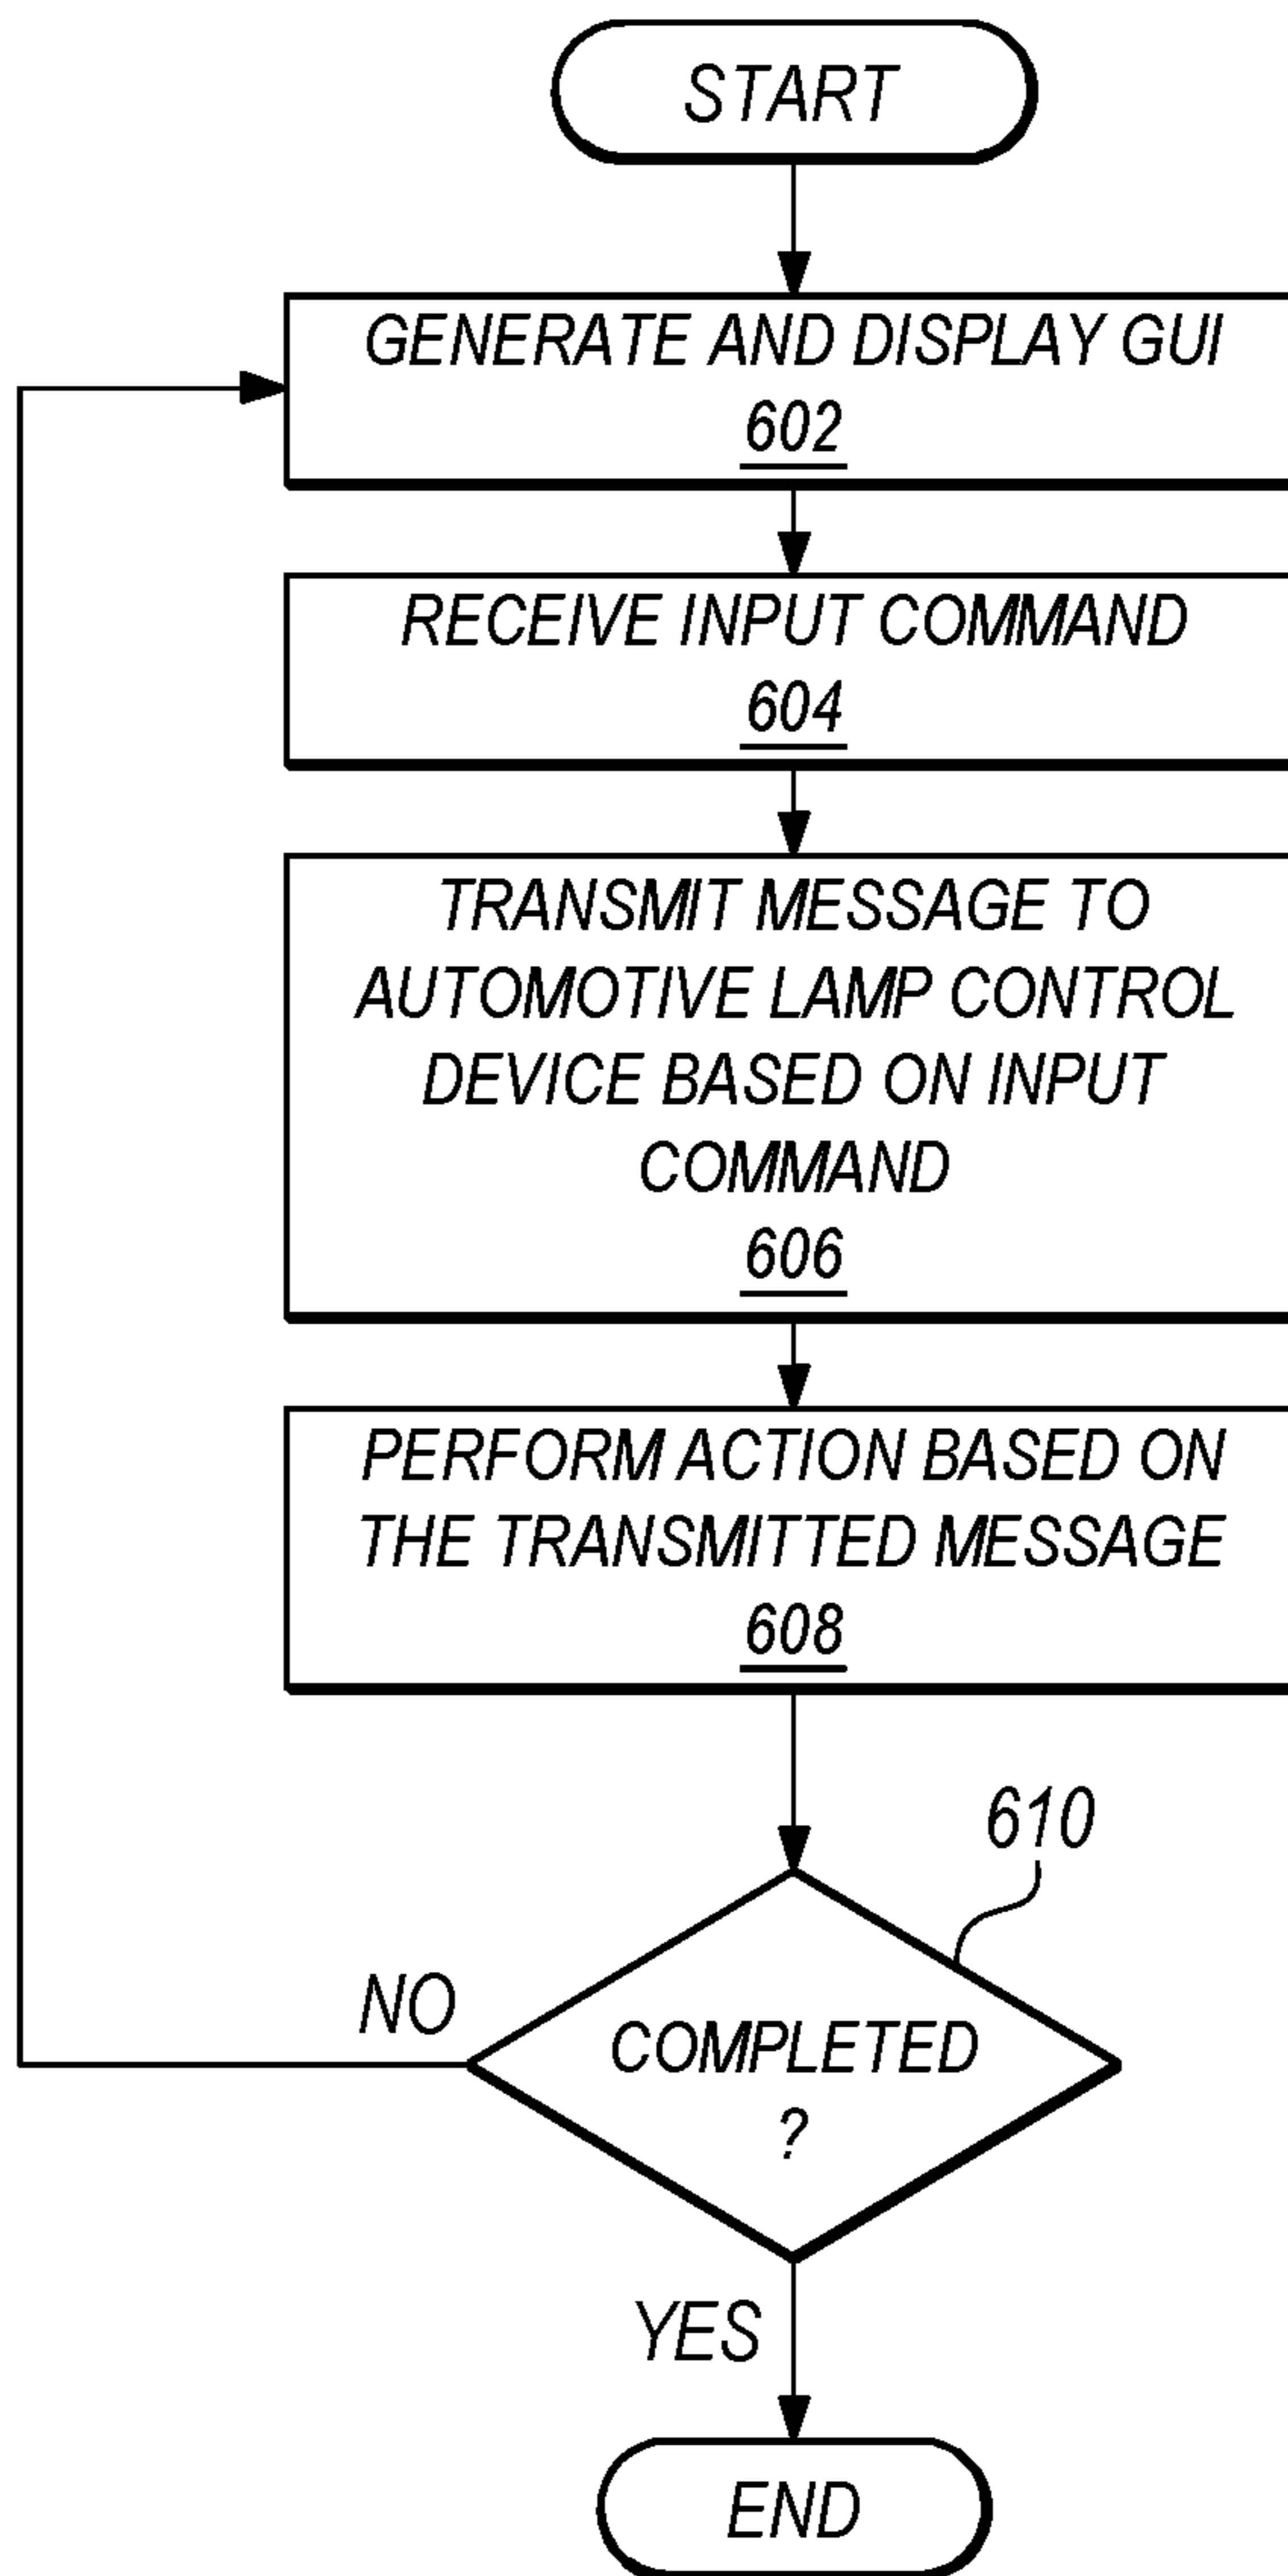 START
GENERATE AND DISPLAY GUI
602
RECEIVE INPUT COMMAND
604
TRANSMIT MESSAGE TO
AUTOMOTIVE LAMP CONTROL
DEVICE BASED ON INPUT
COMMAND
606
PERFORM ACTION BASED ON
THE TRANSMITTED MESSAGE
608
610
NO
COMPLETED
?
YES
END